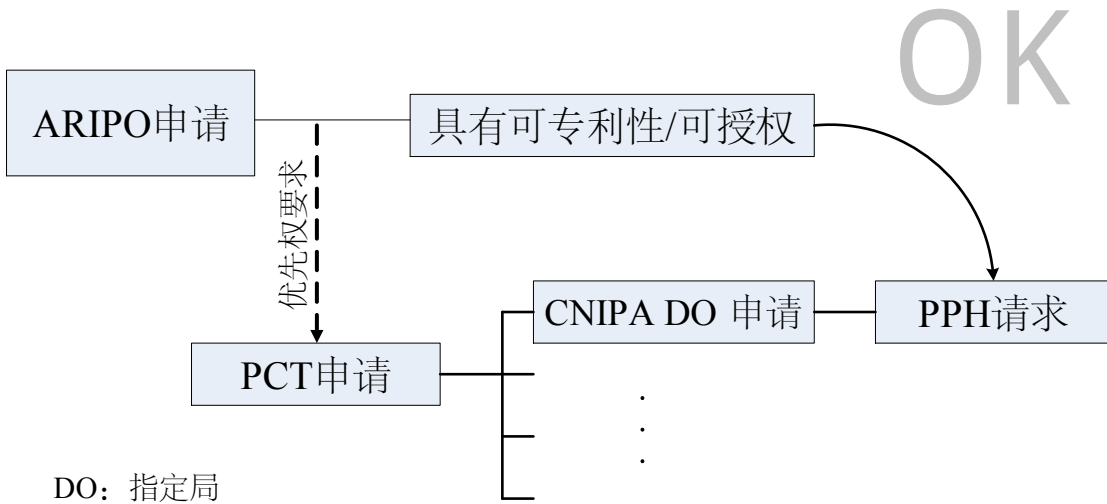 OK
ARIPO申请
具有可专利性/可授权
优先权要求
CNIPA DO 申请
PPH请求
PCT申请
DO：指定局